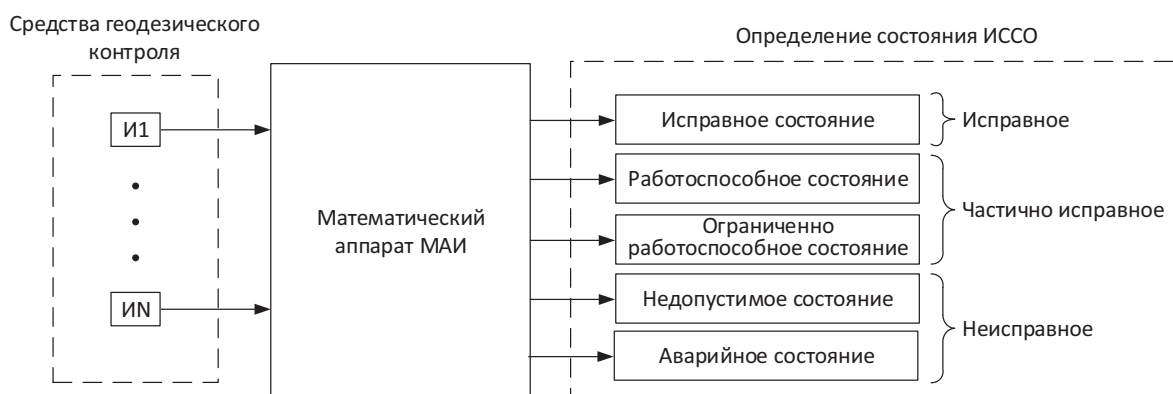 Средства геодезического
контроля
И1
ИN
Математический
аппарат МАИ
Определение состояния ИССО
Исправное состояние
Исправное
Работоспособное состояние
Ограниченно
работоспособное состояние
Частично исправное
Недопустимое состояние
Аварийное состояние
Неисправное